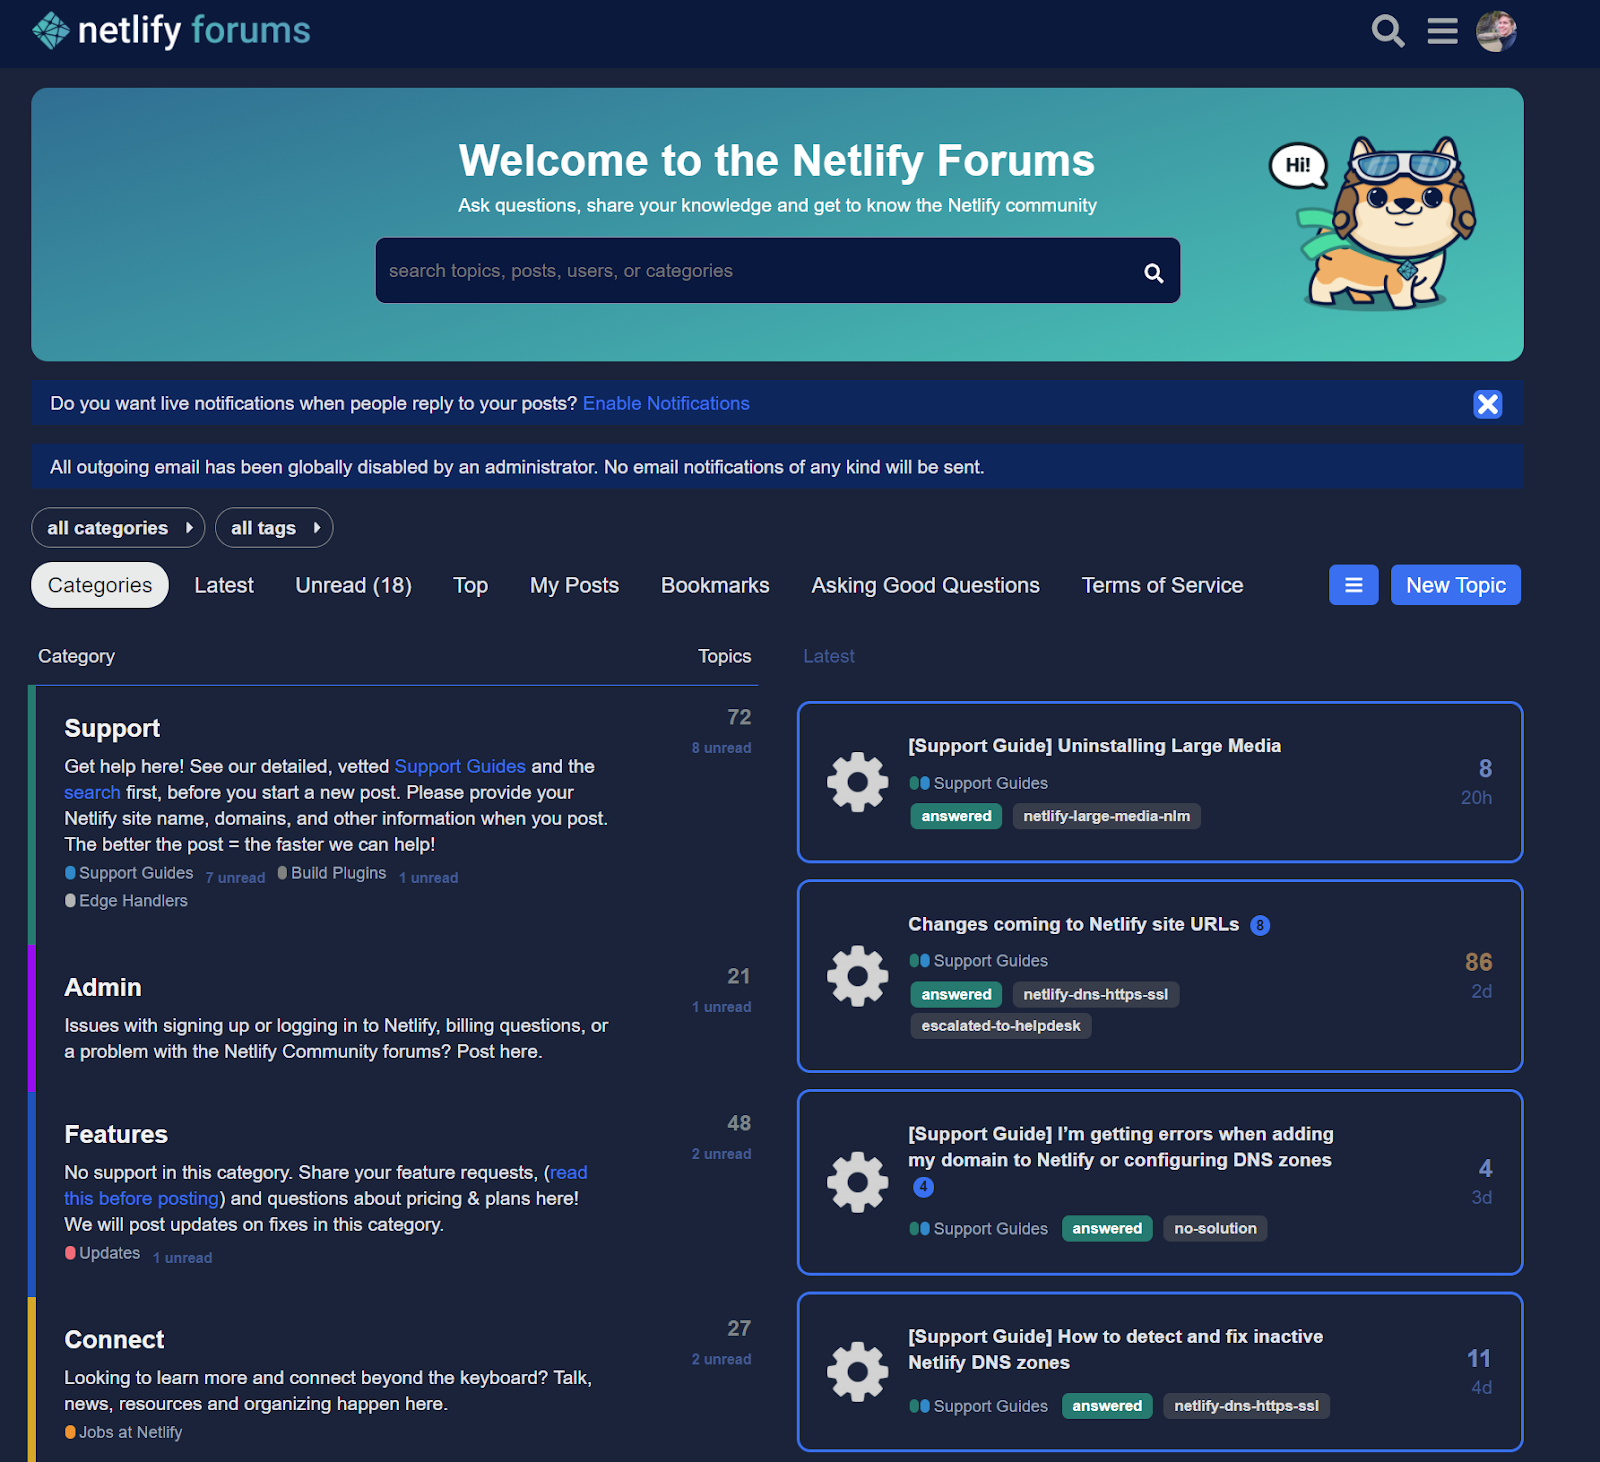 netlify forums
Welcome to the Netlify Forums
Hi!
Ask questions, share your knowledge and get to know the Netlify community
search topics, posts, users, or categories
Do you want live notifications when people reply to your posts? Enable Notifications
All outgoing email has been globally disabled by an administrator. No email notifications of any kind will be sent.
all categories
all tags
Categories
Latest
Unread (18)
Top
My Posts
Bookmarks
Asking Good Questions
Terms of Service
New Topic
Category
Topics
Support
72
8 unread
Get help here! See our detailed, vetted Support Guides and the
search first, before you start a new post. Please provide your
Netlify site name, domains, and other information when you post.
The better the post = the faster we can help!
Support Guides 7 unread Build Plugins 1 unread
Edge Handlers
Admin
21
1 unread
Issues with signing up or logging in to Netlify, billing questions, or
a problem with the Netlify Community forums? Post here.
Features
48
2 unread
No support in this category. Share your feature requests, (read
this before posting) and questions about pricing & plans here!
We will post updates on fixes in this category.
Updates 1 unread
Connect
27
2 unread
Looking to learn more and connect beyond the keyboard? Talk,
news, resources and organizing happen here.
Jobs at Netlify
Latest
[Support Guide] Uninstalling Large Media
Support Guides
answered netlify-large-media-nlm
8
20h
Changes coming to Netlify site URLs 8
Support Guides
answered netlify-dns-https-ssl
escalated-to-helpdesk
86
2d
[Support Guide] I’m getting errors when adding
my domain to Netlify or configuring DNS zones
4
Support Guides answered no-solution
4
3d
[Support Guide] How to detect and fix inactive
Netlify DNS zones
Support Guides answered netlify-dns-https-ssl
11
4d